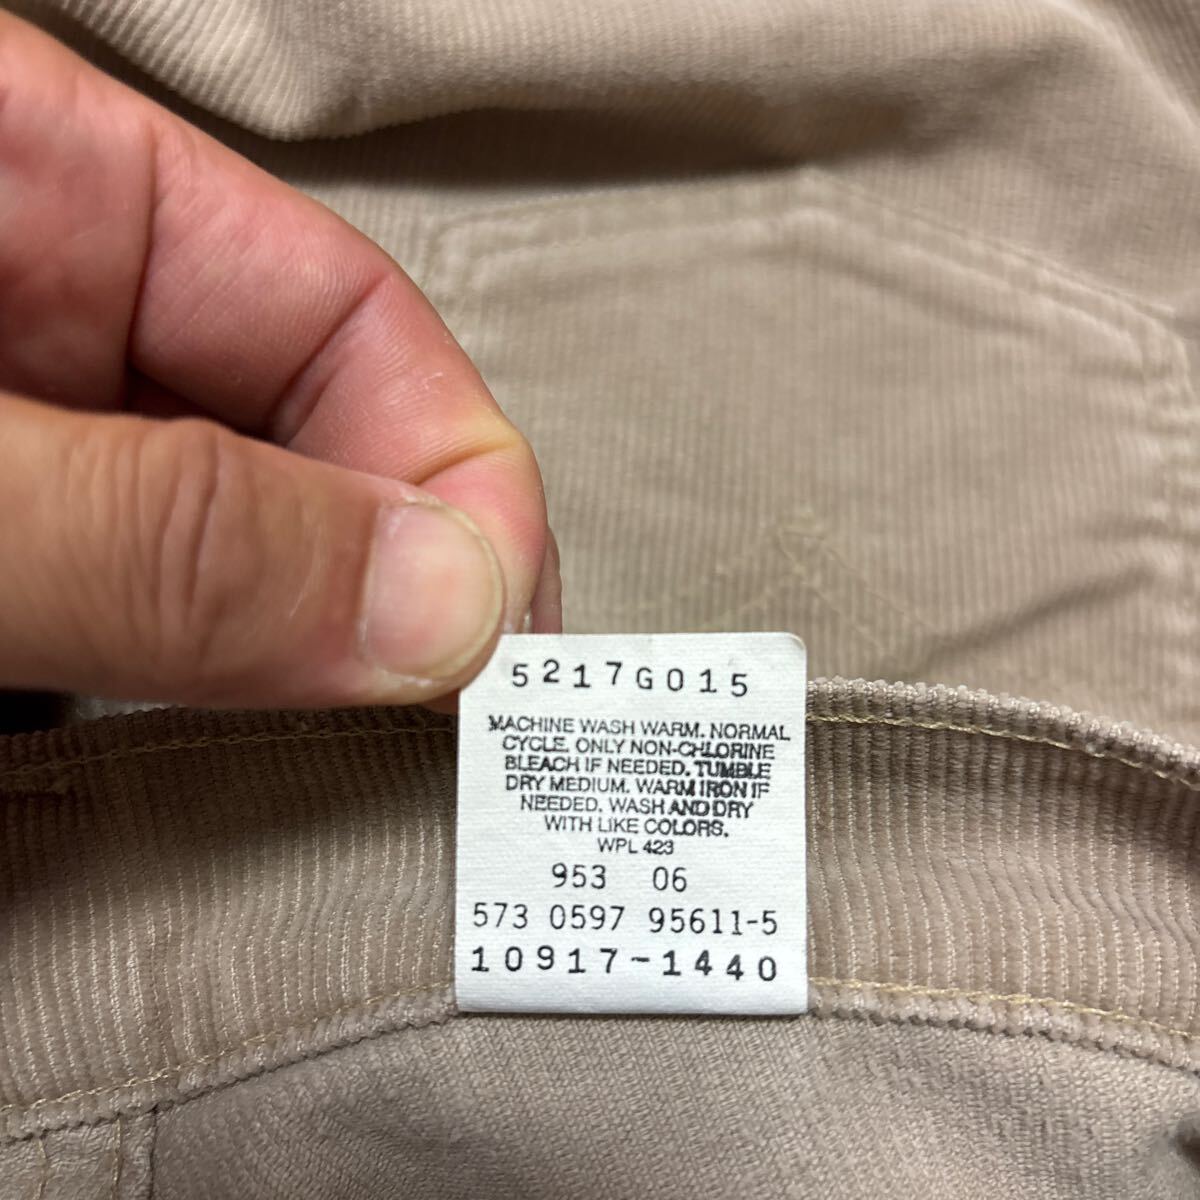 5217G015
MACHINE WASH WARM. NORMAL
CYCLE. ONLY NON-CHLORINE
BLEACH IF NEEDED. TUMBLE
DRY MEDIUM. WARM IRON IF
NEEDED. WASH AND DRY
WITH LIKE COLORS.
WPL 423
953 06
573 0597 95611-5
10917-1440